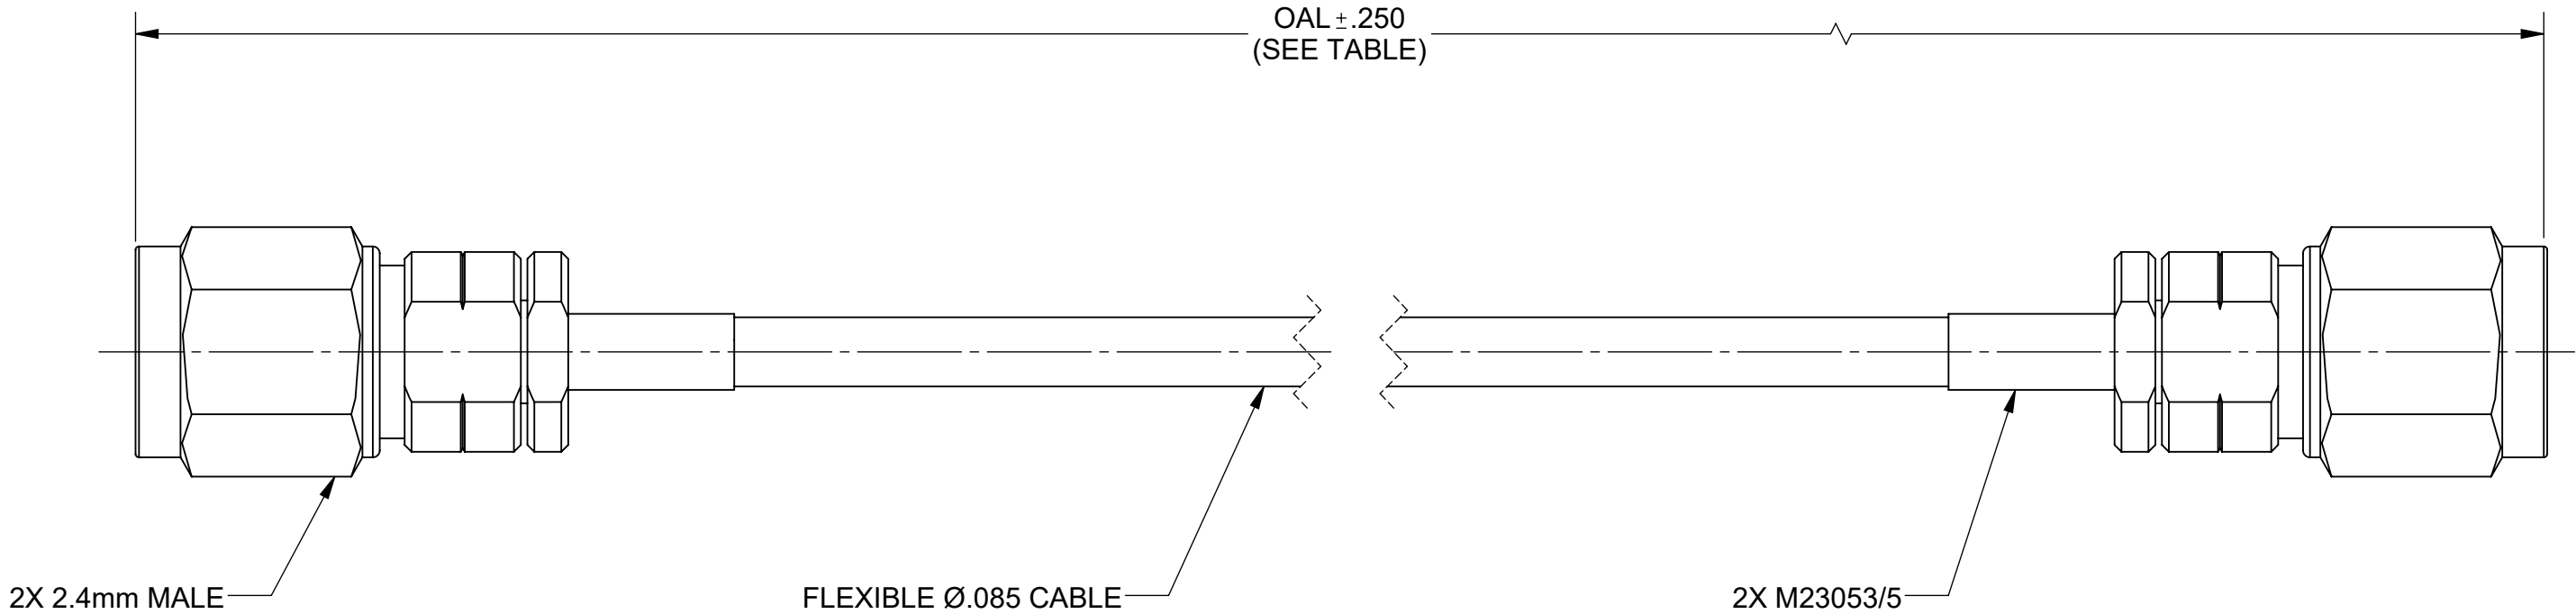 OAL ± .250
(SEE TABLE)
2X 2.4mm MALE
FLEXIBLE Ø.085 CABLE
2X M23053/5